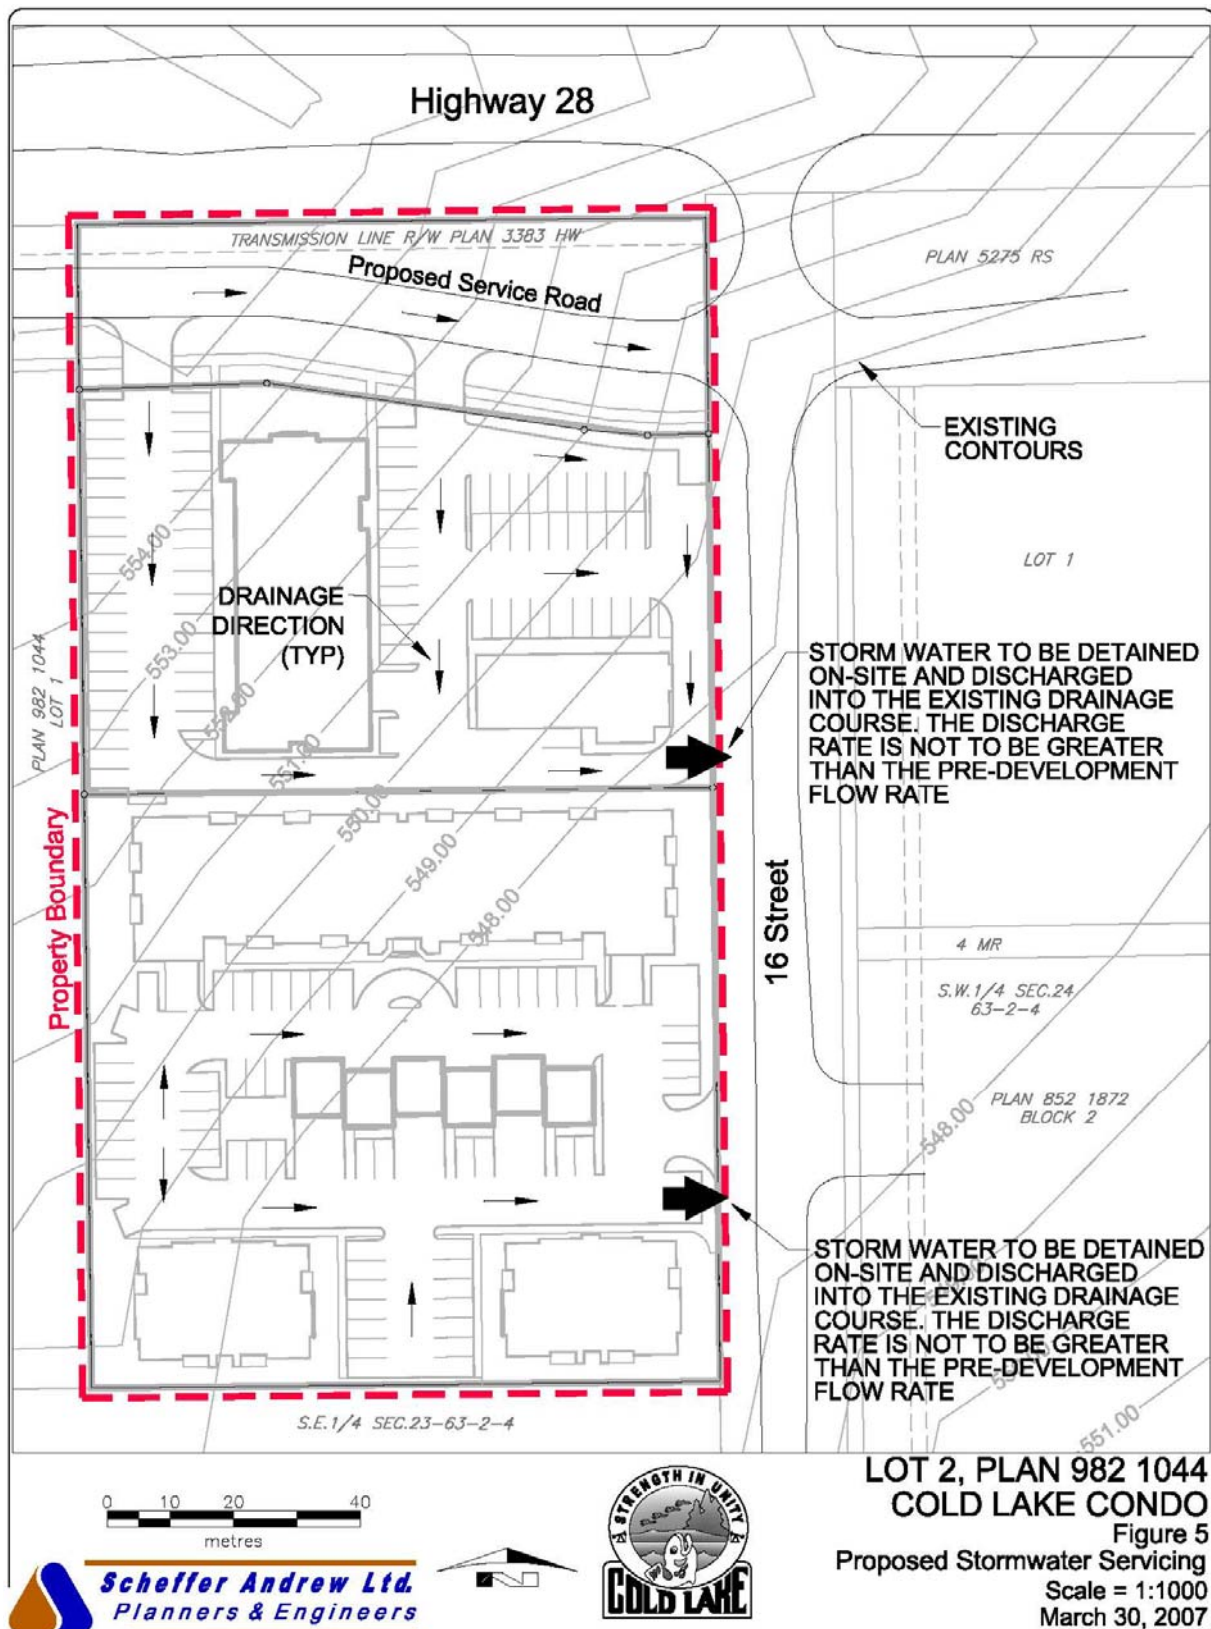 Highway 28
TRANSMISSION LINE R/W PLAN 3383 HW
Proposed Service Road
PLAN 5275 RS
EXISTING
CONTOURS
LOT 1
554.00
553.00
552.00
551.00
550.00
549.00
548.00
DRAINAGE
DIRECTION
(TYP)
PLAN 982 1044
LOT 1
STORM WATER TO BE DETAINED
ON-SITE AND DISCHARGED
INTO THE EXISTING DRAINAGE
COURSE. THE DISCHARGE
RATE IS NOT TO BE GREATER
THAN THE PRE-DEVELOPMENT
FLOW RATE
Property Boundary
16 Street
4 MR
S.W.1/4 SEC.24
63-2-4
PLAN 852 1872
BLOCK 2
548.00
STORM WATER TO BE DETAINED
ON-SITE AND DISCHARGED
INTO THE EXISTING DRAINAGE
COURSE. THE DISCHARGE
RATE IS NOT TO BE GREATER
THAN THE PRE-DEVELOPMENT
FLOW RATE
551.00
S.E.1/4 SEC.23-63-2-4
0 10 20 40
metres
Scheffer Andrew Ltd.
Planners & Engineers
STRENGTH IN UNITY
COLD LAKE
LOT 2, PLAN 982 1044
COLD LAKE CONDO
Figure 5
Proposed Stormwater Servicing
Scale = 1:1000
March 30, 2007